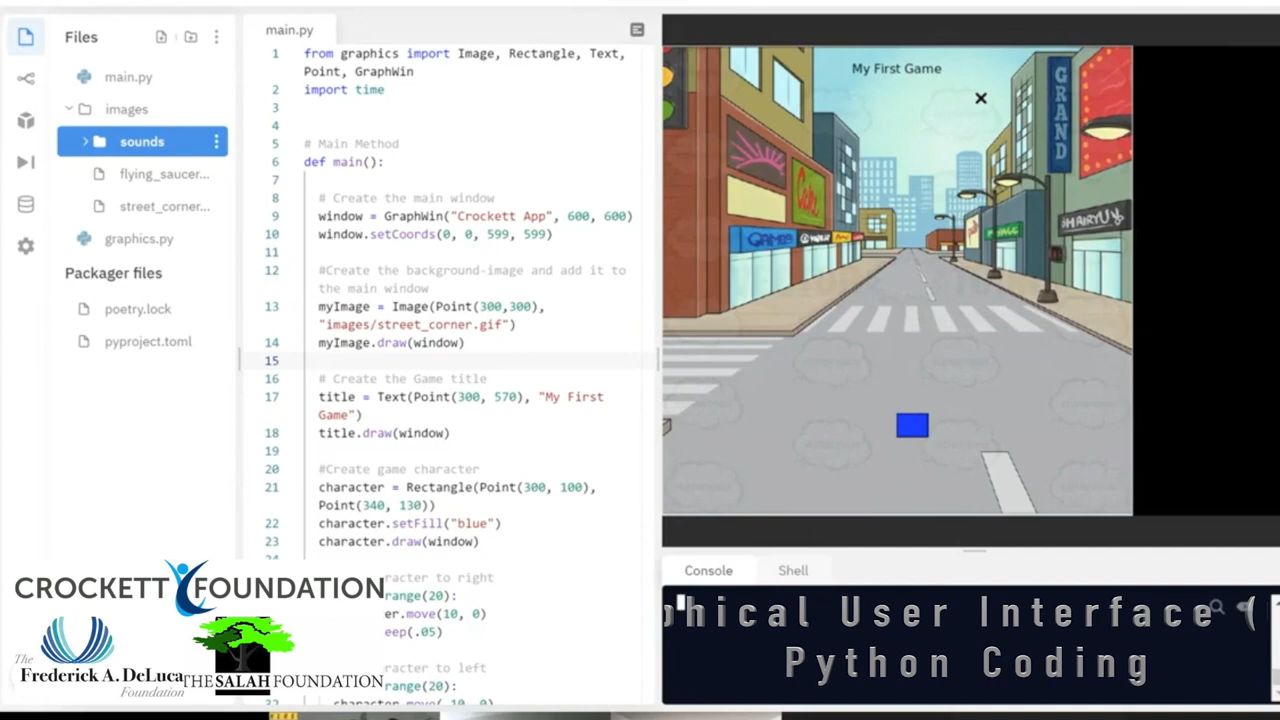 Files
main.py
images
sounds
flying_saucer...
street_corner...
graphics.py
Packager files
poetry.lock
pyproject.toml
main.py
1 from graphics import Image, Rectangle, Text,
Point, GraphWin
2 import time
3
4
5 # Main Method
6 def main():
7
8 # Create the main window
9 window = GraphWin("Crockett App", 600, 600)
10 window.setCoords(0, 0, 599, 599)
11
12 #Create the background-image and add it to
the main window
13 myImage = Image(Point(300,300),
"images/street_corner.gif")
14 myImage.draw(window)
15
16 # Create the Game title
17 title = Text(Point(300, 570), "My First
Game")
18 title.draw(window)
19
20 #Create game character
21 character = Rectangle(Point(300, 100),
Point(340, 130))
22 character.setFill("blue")
23 character.draw(window)
racter to right
range(20):
er.move(10, 0)
eep(.05)
racter to left
range(20):
My First Game
GRAND
GAMES
#HAIRYUY
Console
Shell
phical User Interface (
Python Coding
CROCKETT FOUNDATION
The
Frederick A. DeLuca
Foundation
THE SALAH FOUNDATION